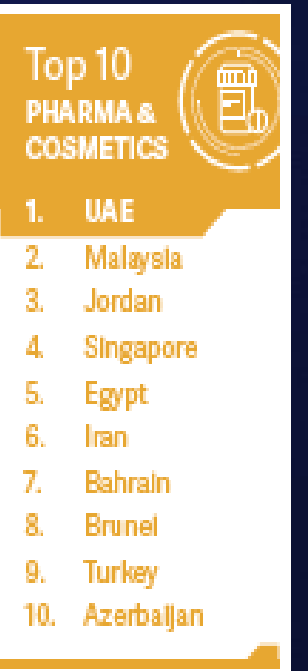 Top 10
PHARMA &
COSMETICS
1. UAE
2. Malaysia
3. Jordan
4. Singapore
5. Egypt
6. Iran
7. Bahrain
8. Brunei
9. Turkey
10. Azerbaijan